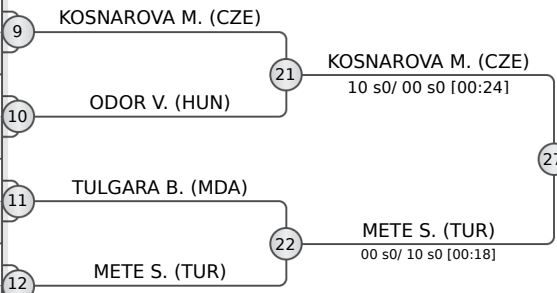 KOSNAROVA M. (CZE)
9
21
KOSNAROVA M. (CZE)
10 s0/ 00 s0 [00:24]
ODOR V. (HUN)
10
27
TULGARA B. (MDA)
11
22
METE S. (TUR)
00 s0/ 10 s0 [00:18]
METE S. (TUR)
12